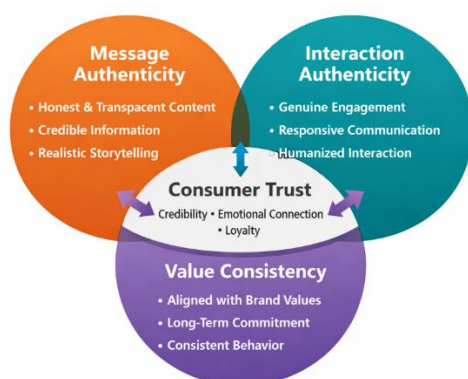 Message
Authenticity
• Honest & Transpacent Content
• Credible Information
• Realistic Storytelling
Interaction
Authenticity
• Genuine Engagement
• Responsive Communication
• Humanized Interaction
Consumer Trust
Credibility • Emotional Connection
• Loyalty
Value Consistency
• Aligned with Brand Values
• Long-Term Commitment
• Consistent Behavior